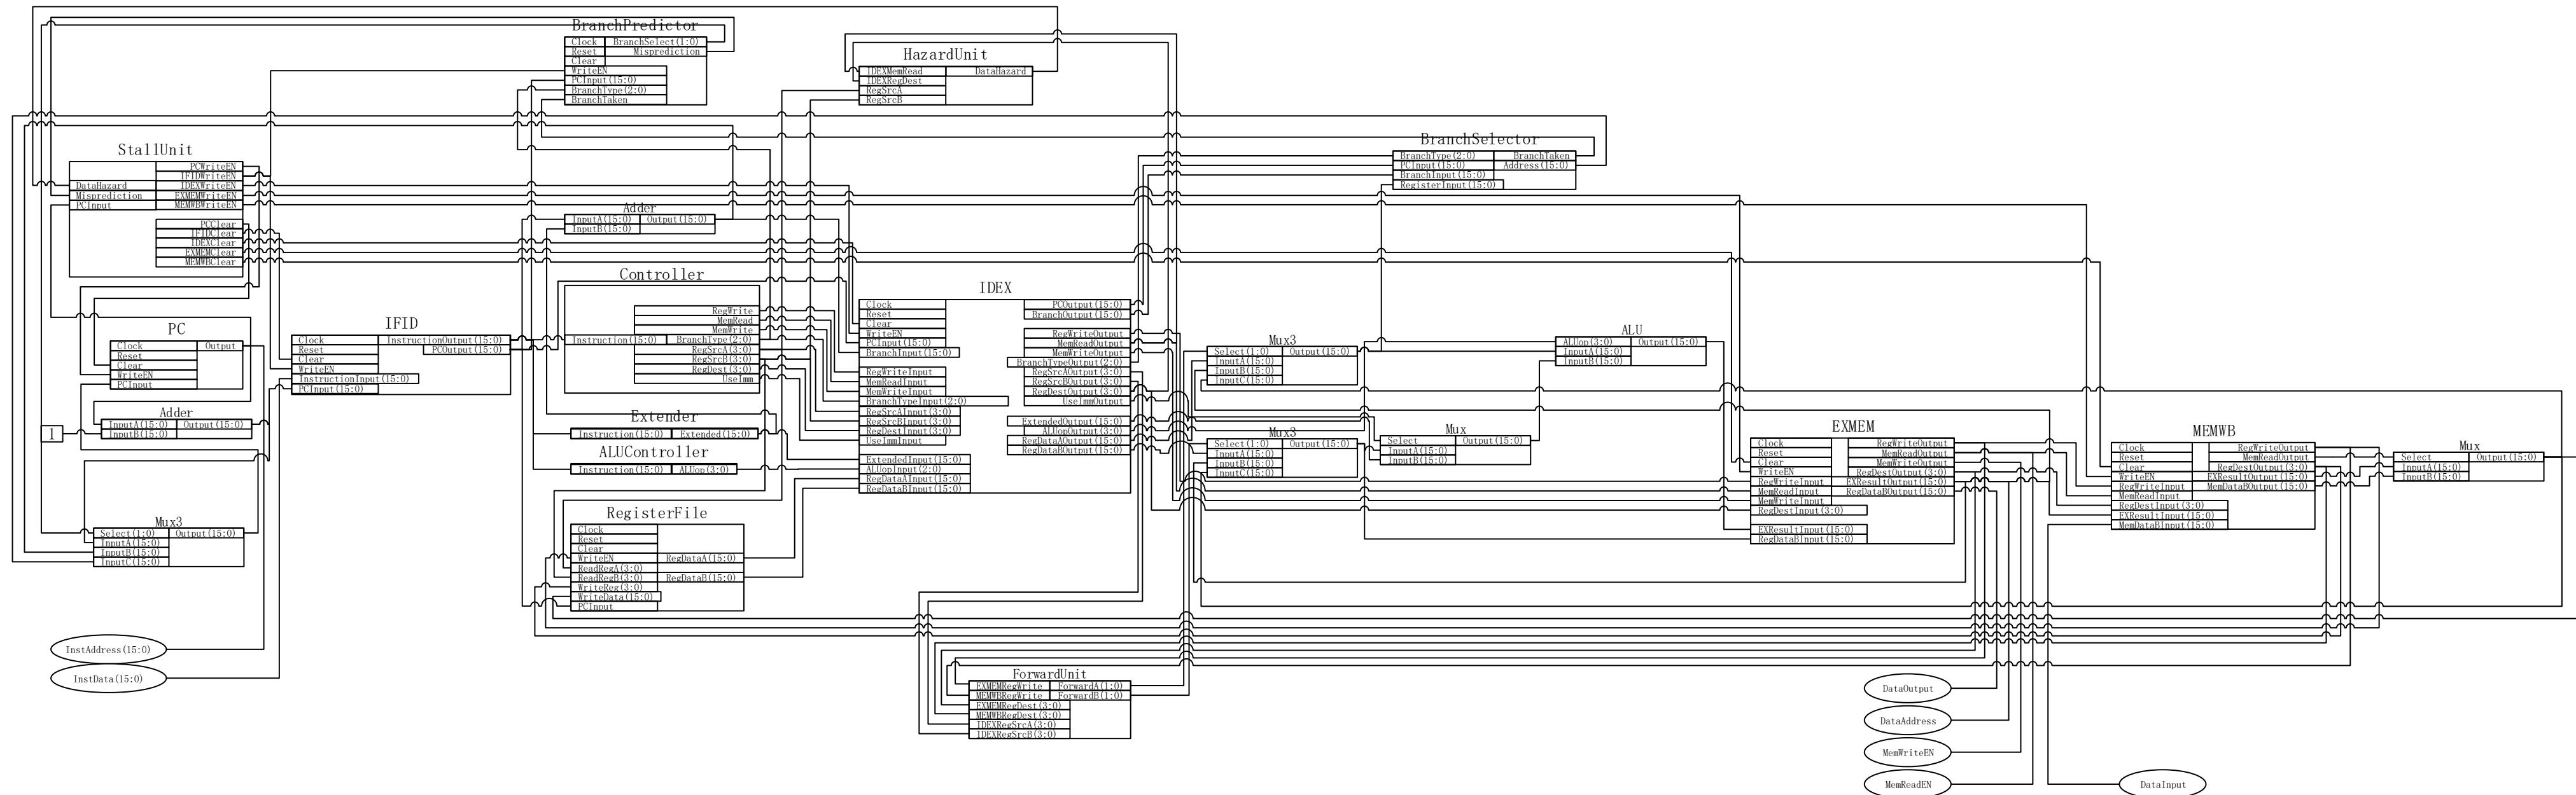 BranchPredictor
Clock BranchSelect(1:0)
Reset Misprediction
Clear
WriteEN
PCInput(15:0)
BranchType(2:0)
BranchTaken
HazardUnit
IDEXMemRead DataHazard
IDEXRegDest
RegSrcA
RegSrcB
BranchSelector
BranchType(2:0) BranchTaken
PCInput(15:0) Address(15:0)
BranchInput(15:0)
RegisterInput(15:0)
StallUnit
PCWriteEN
IFIDWriteEN
DataHazard IDEXWriteEN
Misprediction EXMEMWriteEN
PCInput MEMWBWriteEN
PCClear
IFIDClear
IDEXClear
EXMEMClear
MEMWBClear
Adder
InputA(15:0) Output(15:0)
InputB(15:0)
Controller
RegWrite
MemRead
MemWrite
Instruction(15:0) BranchType(2:0)
RegSrcA(3:0)
RegSrcB(3:0)
RegDest(3:0)
UseImm
IDEX
Clock PCOutput(15:0)
Reset BranchOutput(15:0)
Clear
WriteEN RegWriteOutput
PCInput(15:0) MemReadOutput
BranchInput(15:0) MemWriteOutput
BranchTypeOutput(2:0)
RegWriteInput RegSrcAOutput(15:0)
MemReadInput RegSrcBOutput(15:0)
MemWriteInput RegDestOutput(3:0)
BranchTypeInput(2:0) UseImmOutput
RegSrcAInput(3:0)
RegSrcBInput(3:0) ExtendedOutput(15:0)
RegDestInput(3:0) ALUopOutput(3:0)
UseImmInput RegDataAOutput(15:0)
RegDataBOutput(15:0)
ExtendedInput(15:0)
ALUopInput(2:0)
RegDataAInput(15:0)
RegDataBInput(15:0)
PC
Clock Output
Reset
Clear
WriteEN
PCInput
IFID
Clock InstructionOutput(15:0)
Reset PCOutput(15:0)
Clear
WriteEN
InstructionInput(15:0)
PCInput(15:0)
Mux3
Select(1:0) Output(15:0)
InputA(15:0)
InputB(15:0)
InputC(15:0)
ALU
ALUop(3:0) Output(15:0)
InputA(15:0)
InputB(15:0)
Adder
InputA(15:0) Output(15:0)
InputB(15:0)
1
Extender
Instruction(15:0) Extended(15:0)
ALUController
Instruction(15:0) ALUop(3:0)
Mux3
Select(1:0) Output(15:0)
InputA(15:0)
InputB(15:0)
InputC(15:0)
Mux
Select Output(15:0)
InputA(15:0)
InputB(15:0)
EXMEM
Clock RegWriteOutput
Reset MemReadOutput
Clear MemWriteOutput
WriteEN RegDestOutput(3:0)
RegWriteInput EXResultOutput(15:0)
MemReadInput RegDataBOutput(15:0)
MemWriteInput
RegDestInput(3:0)
EXResultInput(15:0)
RegDataBInput(15:0)
MEMWB
Clock RegWriteOutput
Reset MemReadOutput
Clear RegDestOutput(3:0)
WriteEN EXResultOutput(15:0)
RegWriteInput MemDataBOutput(15:0)
MemReadInput
RegDestInput(3:0)
EXResultInput(15:0)
MemDataBInput(15:0)
Mux
Select Output(15:0)
InputA(15:0)
InputB(15:0)
Mux3
Select(1:0) Output(15:0)
InputA(15:0)
InputB(15:0)
InputC(15:0)
RegisterFile
Clock
Reset
Clear
WriteEN RegDataA(15:0)
ReadRegA(3:0)
ReadRegB(3:0) RegDataB(15:0)
WriteReg(3:0)
WriteData(15:0)
PCInput
InstAddress(15:0)
InstData(15:0)
ForwardUnit
EXMEMRegWrite ForwardA(1:0)
MEMWBRegWrite ForwardB(1:0)
EXMEMRegDest(3:0)
MEMWBRegDest(3:0)
IDEXRegSrcA(3:0)
IDEXRegSrcB(3:0)
DataOutput
DataAddress
MemWriteEN
MemReadEN
DataInput